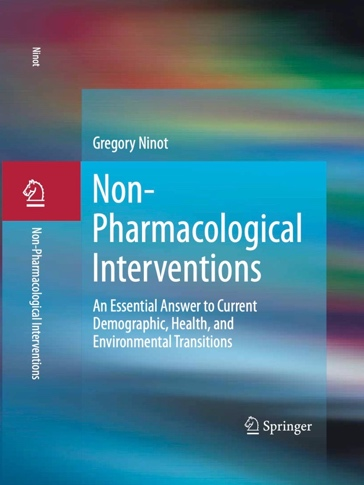 Ninot
Non-Pharmacological Interventions
Gregory Ninot
Non-
Pharmacological
Interventions
An Essential Answer to Current
Demographic, Health, and
Environmental Transitions
Springer